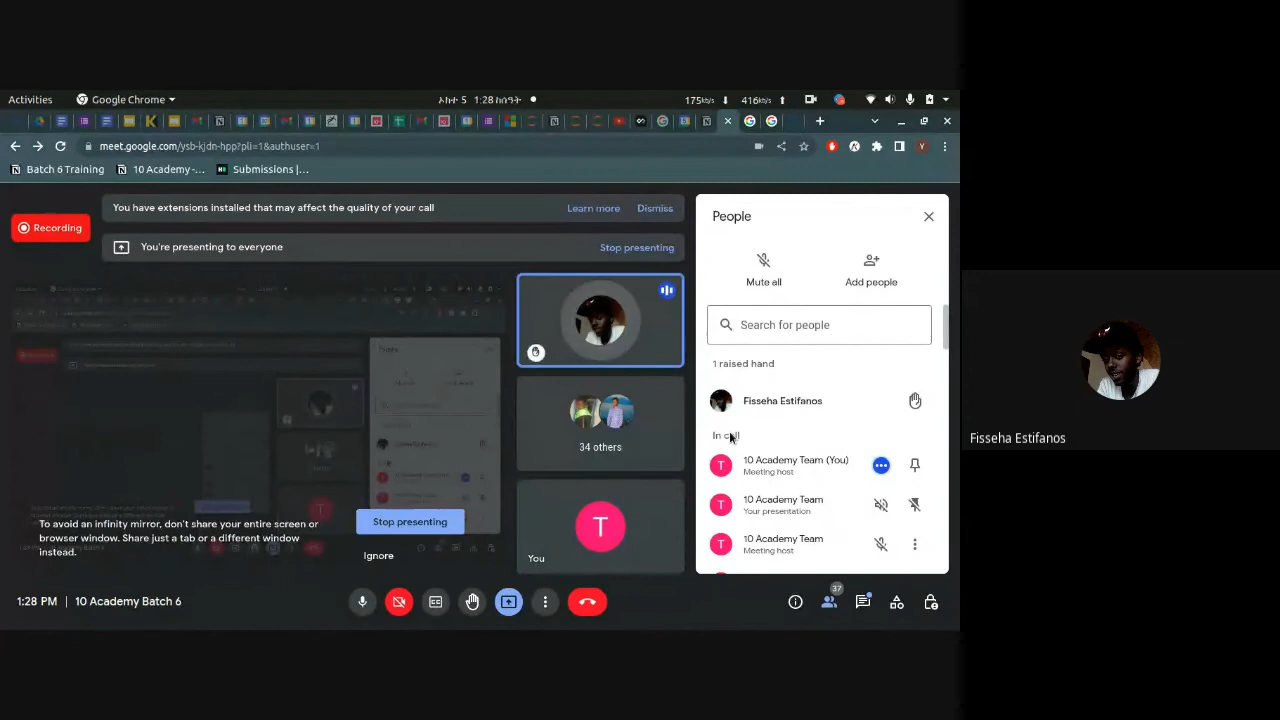 Activities
Google Chrome
1:28
175kb/s
416kb/s
meet.google.com/ysb-kjdn-hpp?pli=1&authuser=1
Batch 6 Training
10 Academy -...
Submissions |...
You have extensions installed that may affect the quality of your call
Learn more
Dismiss
Recording
You're presenting to everyone
Stop presenting
People
Mute all
Add people
Search for people
1 raised hand
Fisseha Estifanos
In call
10 Academy Team (You)
Meeting host
10 Academy Team
Your presentation
10 Academy Team
Meeting host
34 others
T
You
T
T
T
To avoid an infinity mirror, don't share your entire screen or
browser window. Share just a tab or a different window
instead.
Stop presenting
Ignore
1:28 PM | 10 Academy Batch 6
37
Fisseha Estifanos